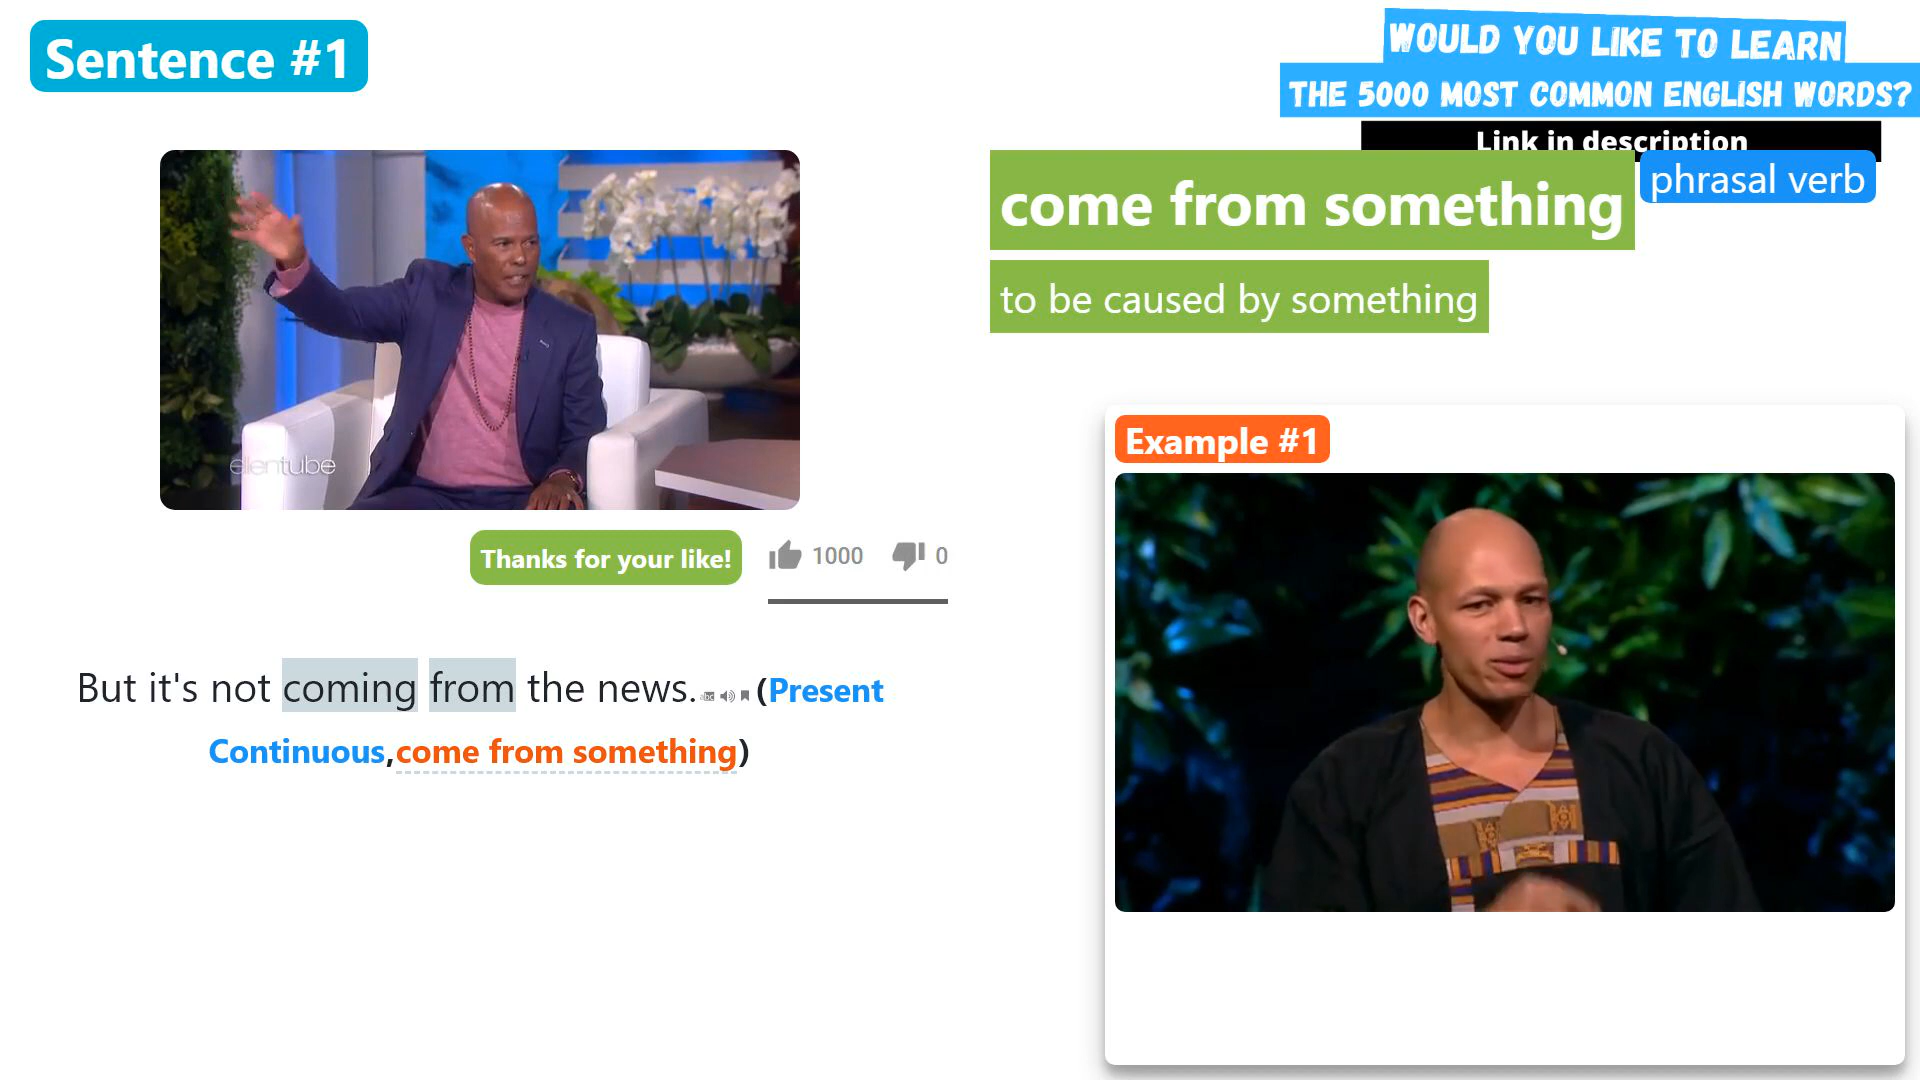 Sentence #1
WOULD YOU LIKE TO LEARN
THE 5000 MOST COMMON ENGLISH WORDS?
Link in description
come from something
phrasal verb
to be caused by something
ellentube
Thanks for your like!
1000
0
But it's not coming from the news. (Present
Continuous,come from something)
Example #1